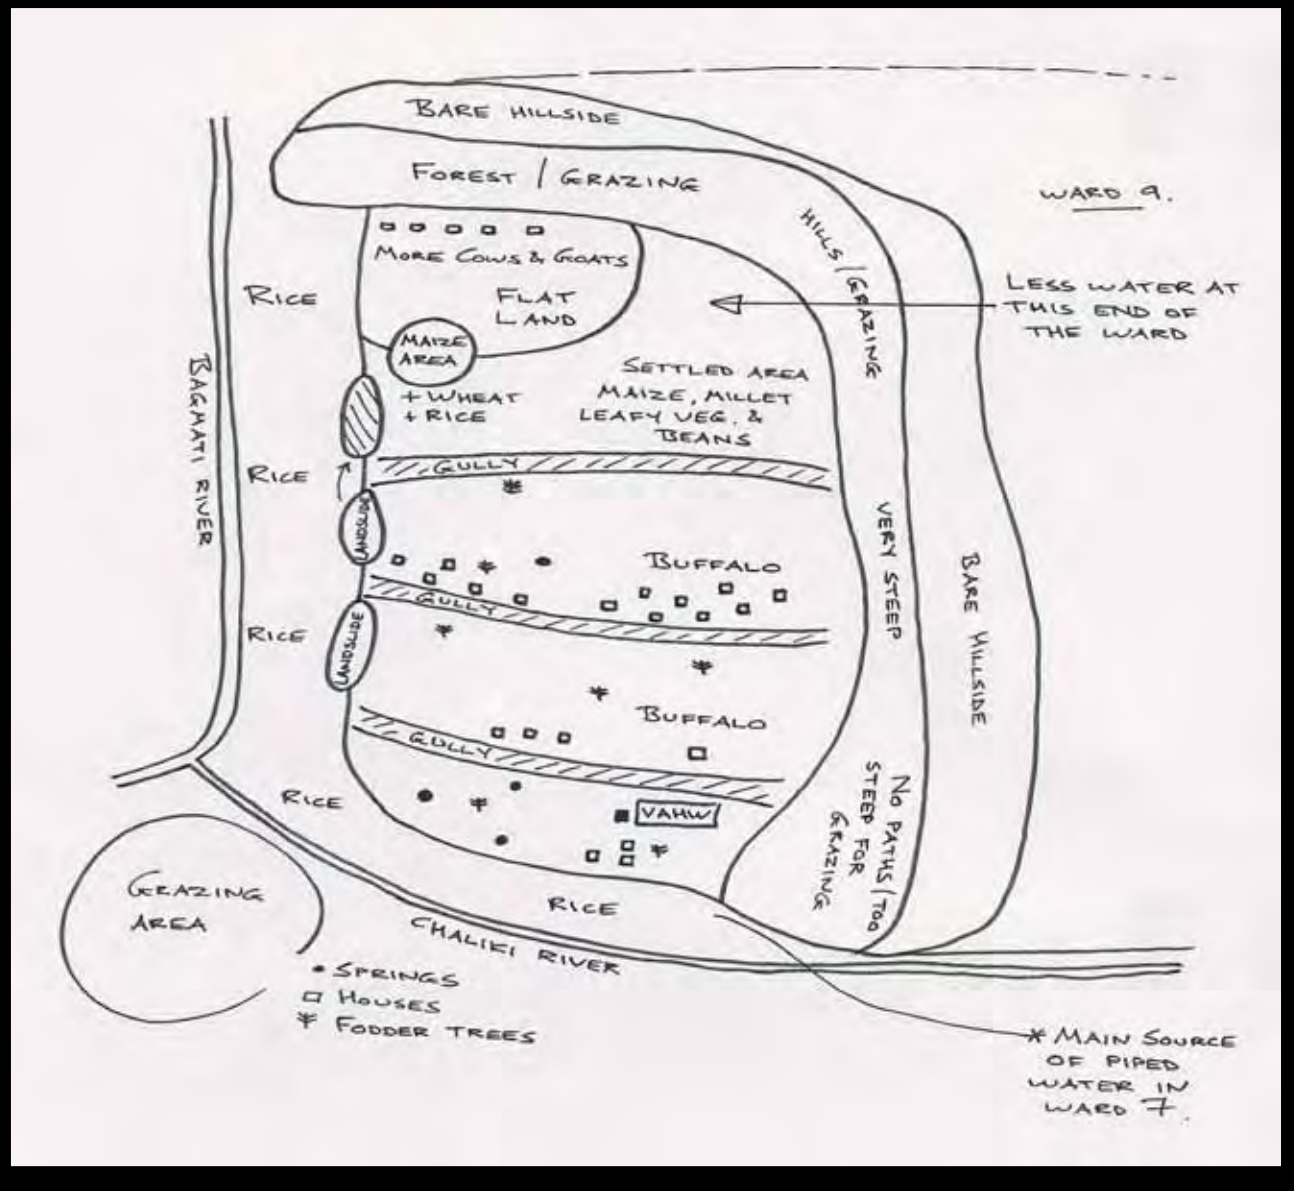 BARE HILLSIDE
FOREST / GRAZING
WARD 9.
HILLS/GRAZING
MORE COWS & GOATS
RICE
FLAT
LAND
LESS WATER AT
THIS END OF
THE WARD
MAIZE
AREA
+ WHEAT
+ RICE
SETTLED AREA
MAIZE, MILLET
LEAFY VEG. &
BEANS
BAGMATI RIVER
RICE
GULLY
LANDSLIDE
VERY STEEP
BARE HILLSIDE
BUFFALO
GULLY
RICE
LANDSLIDE
BUFFALO
GULLY
RICE
VAHW
NO PATHS/TOO
STEEP FOR
GRAZING
GRAZING
AREA
RICE
CHALIKI RIVER
SPRINGS
HOUSES
FODDER TREES
* MAIN SOURCE
OF PIPED
WATER IN
WARD 7.